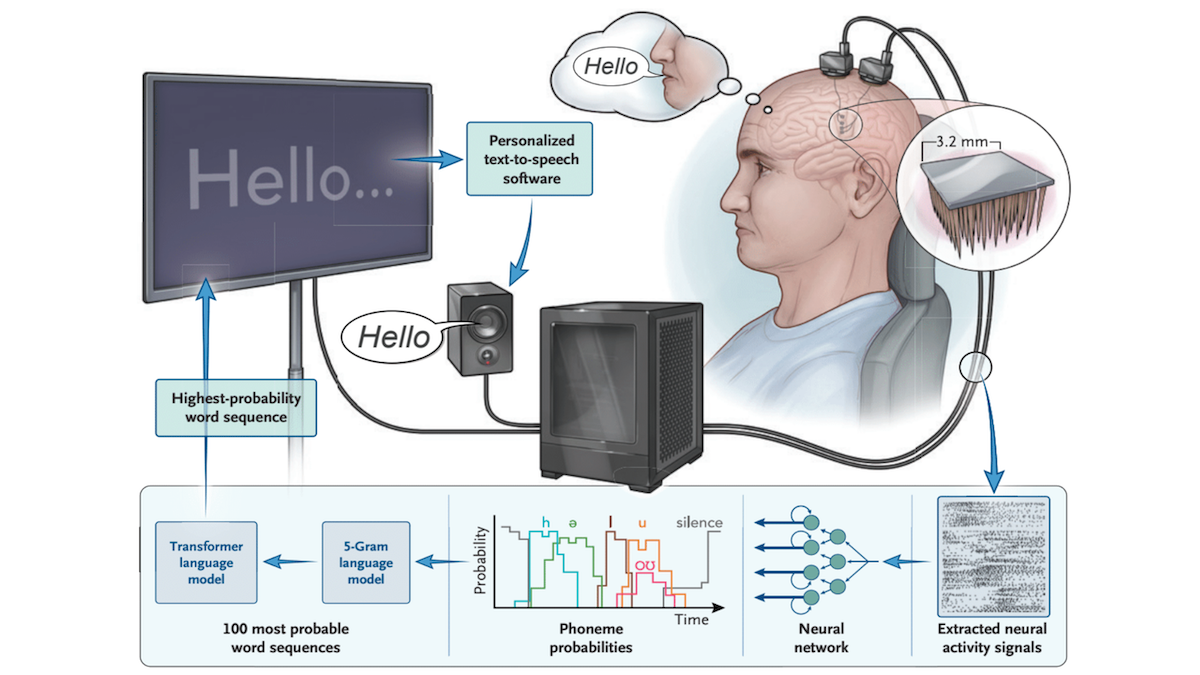 Hello
3.2 mm
Hello...
Personalized
text-to-speech
software
Hello
Highest-probability
word sequence
Transformer
language
model
5-Gram
language
model
100 most probable
word sequences
Probability
h ə l u silence
oʊ
Time
Phoneme
probabilities
Neural
network
Extracted neural
activity signals